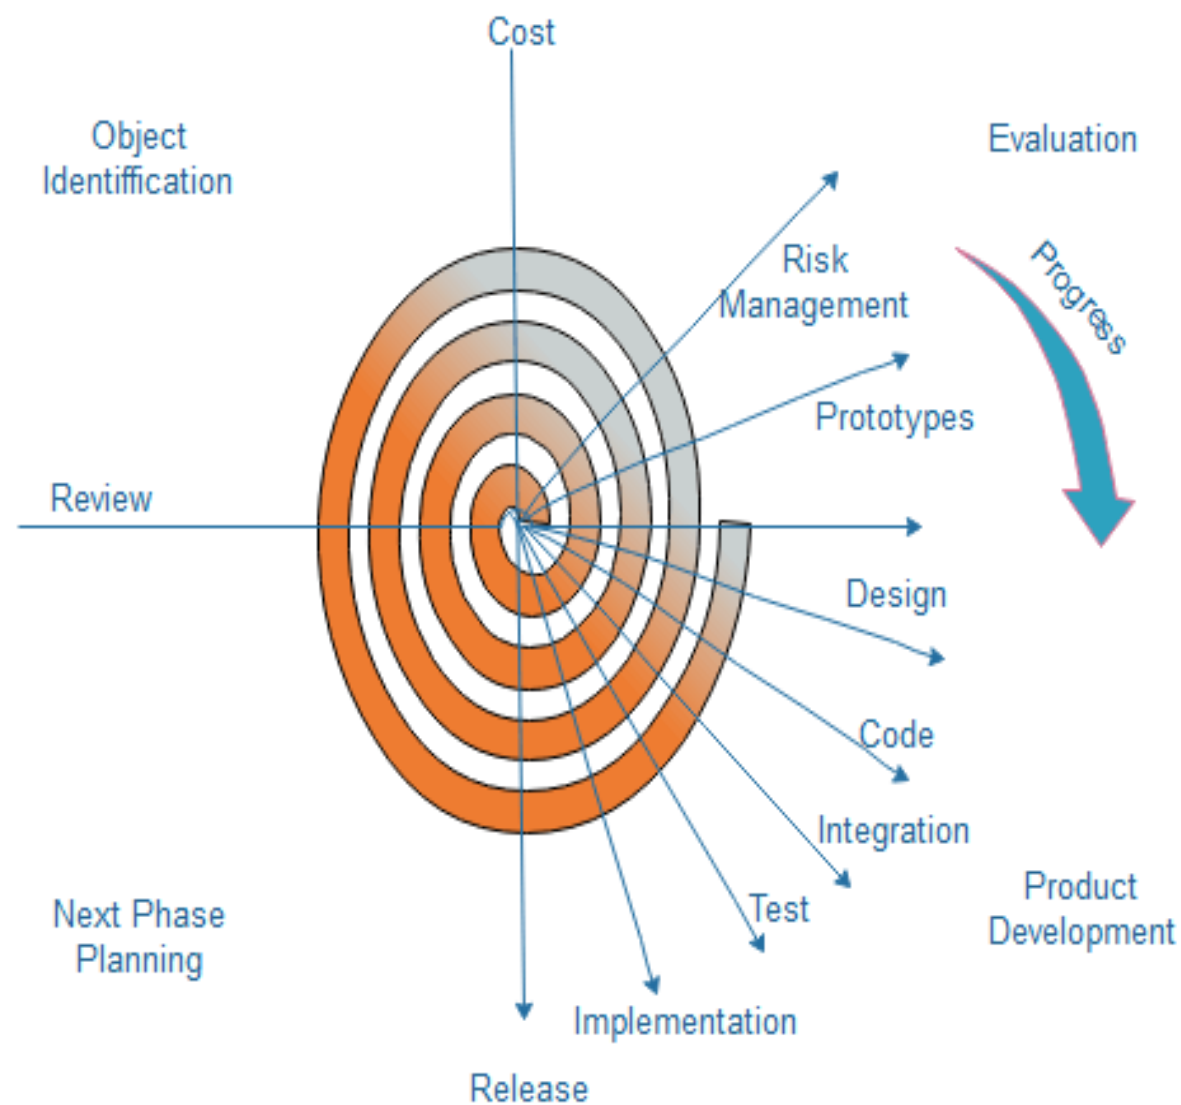 Cost
Object
Identiffication
Evaluation
Progress
Risk
Management
Prototypes
Review
Design
Code
Integration
Test
Product
Development
Next Phase
Planning
Implementation
Release